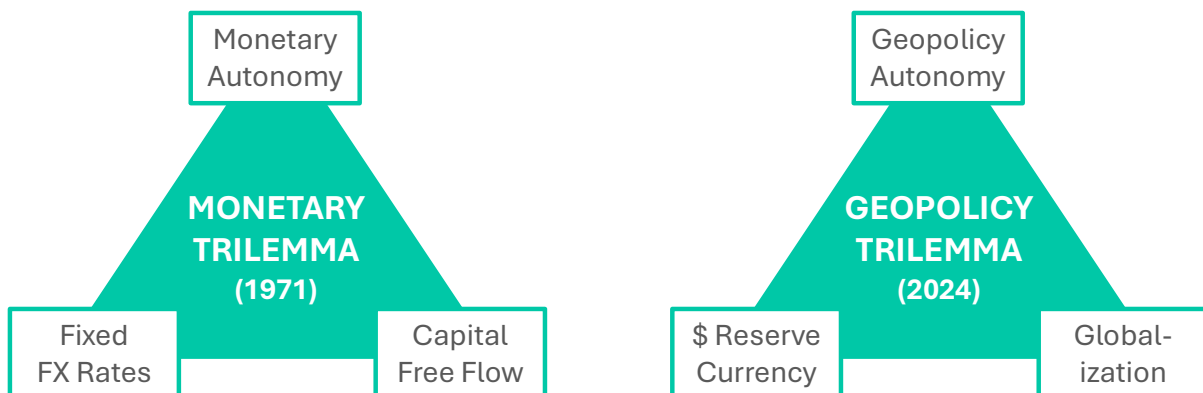 Monetary
Autonomy
MONETARY
TRILEMMA
(1971)
Fixed
FX Rates
Capital
Free Flow
Geopolicy
Autonomy
GEOPOLICY
TRILEMMA
(2024)
$ Reserve
Currency
Global-
ization